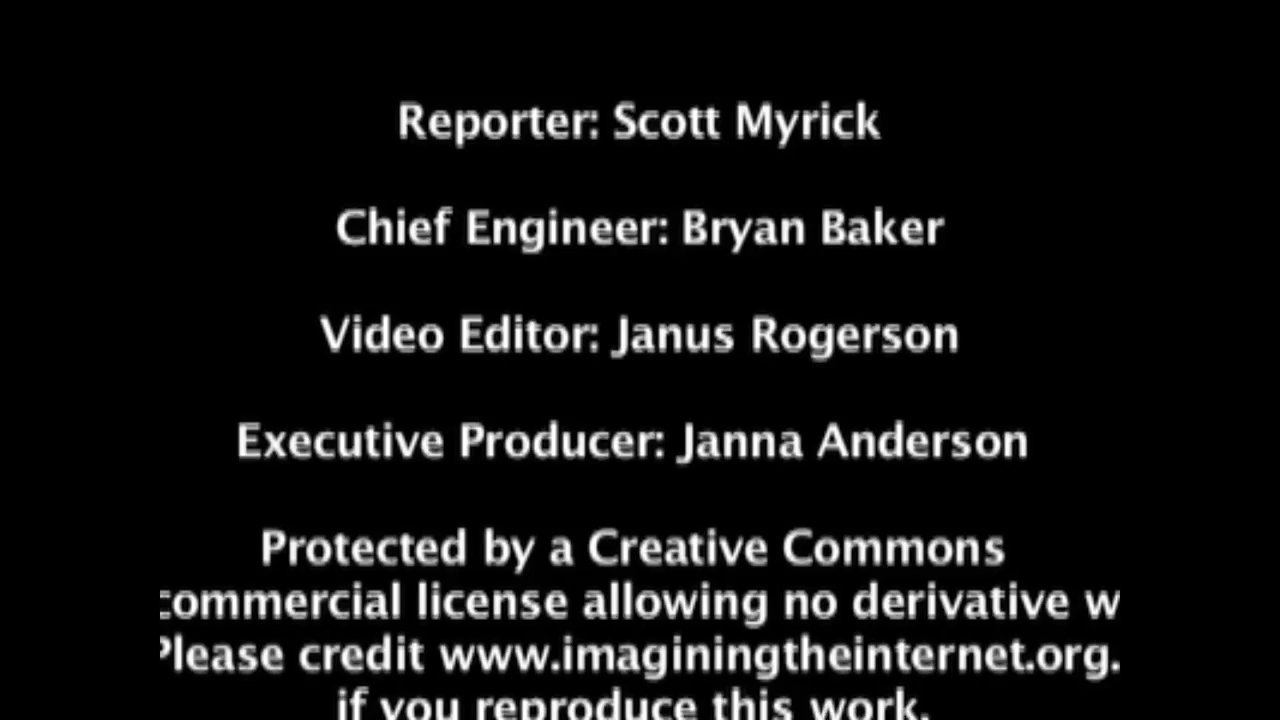 Reporter: Scott Myrick
Chief Engineer: Bryan Baker
Video Editor: Janus Rogerson
Executive Producer: Janna Anderson
Protected by a Creative Commons
commercial license allowing no derivative w
Please credit www.imaginingtheinternet.org.
if you reproduce this work.